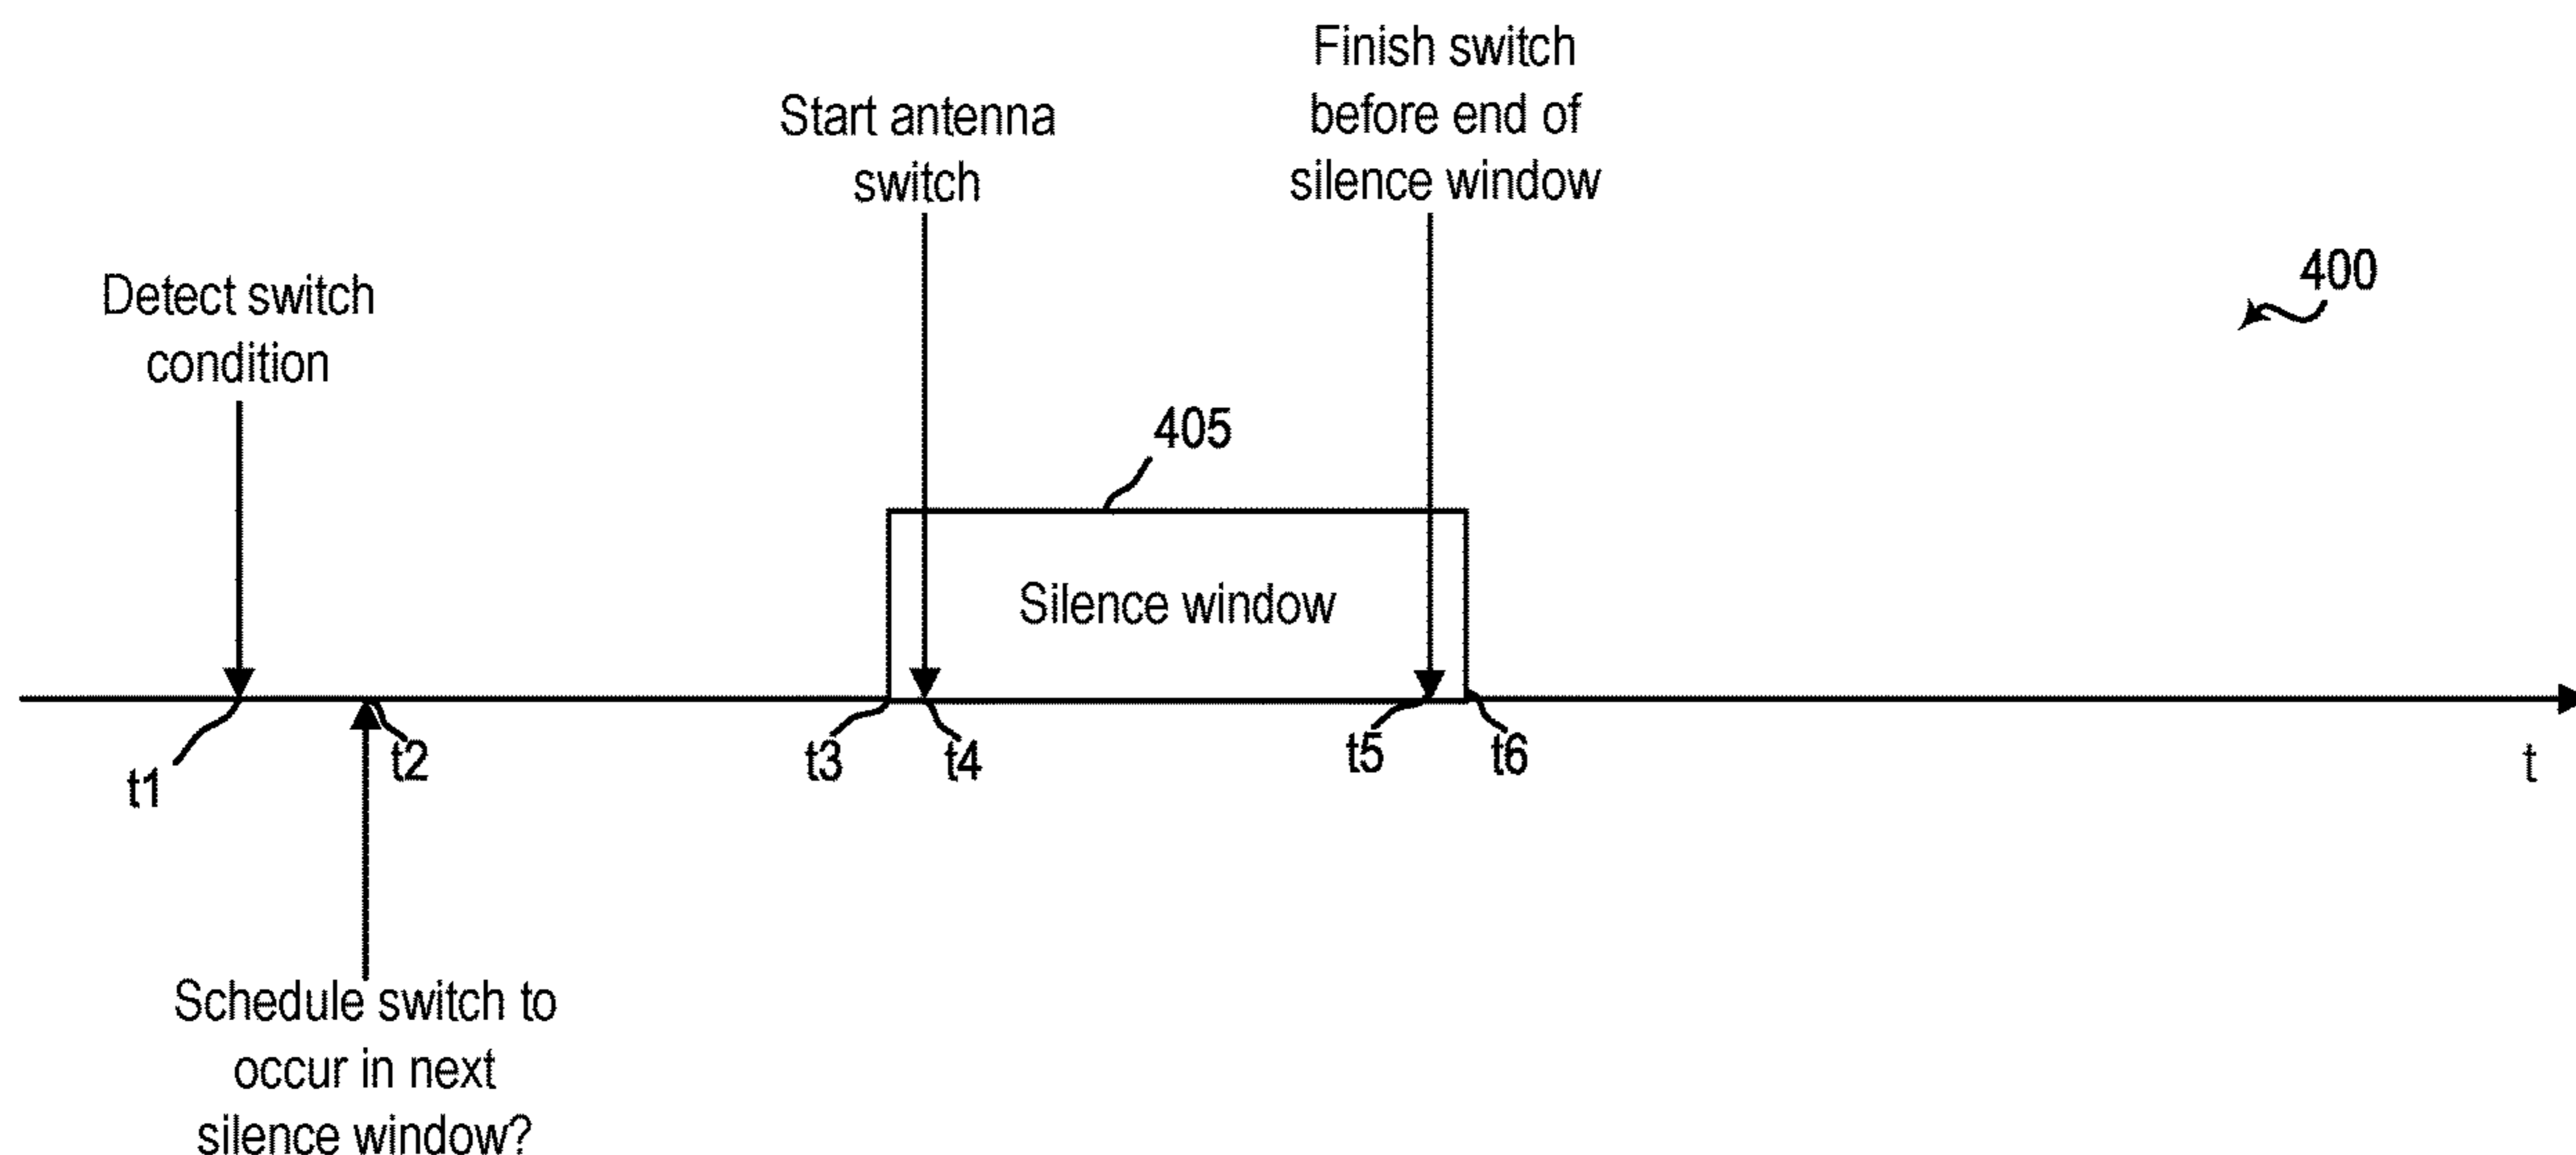 Finish switch
before end of
silence window
Start antenna
switch
Detect switch
condition
400
405
Silence window
t1
t2
t3
t4
t5
t6
t
Schedule switch to
occur in next
silence window?